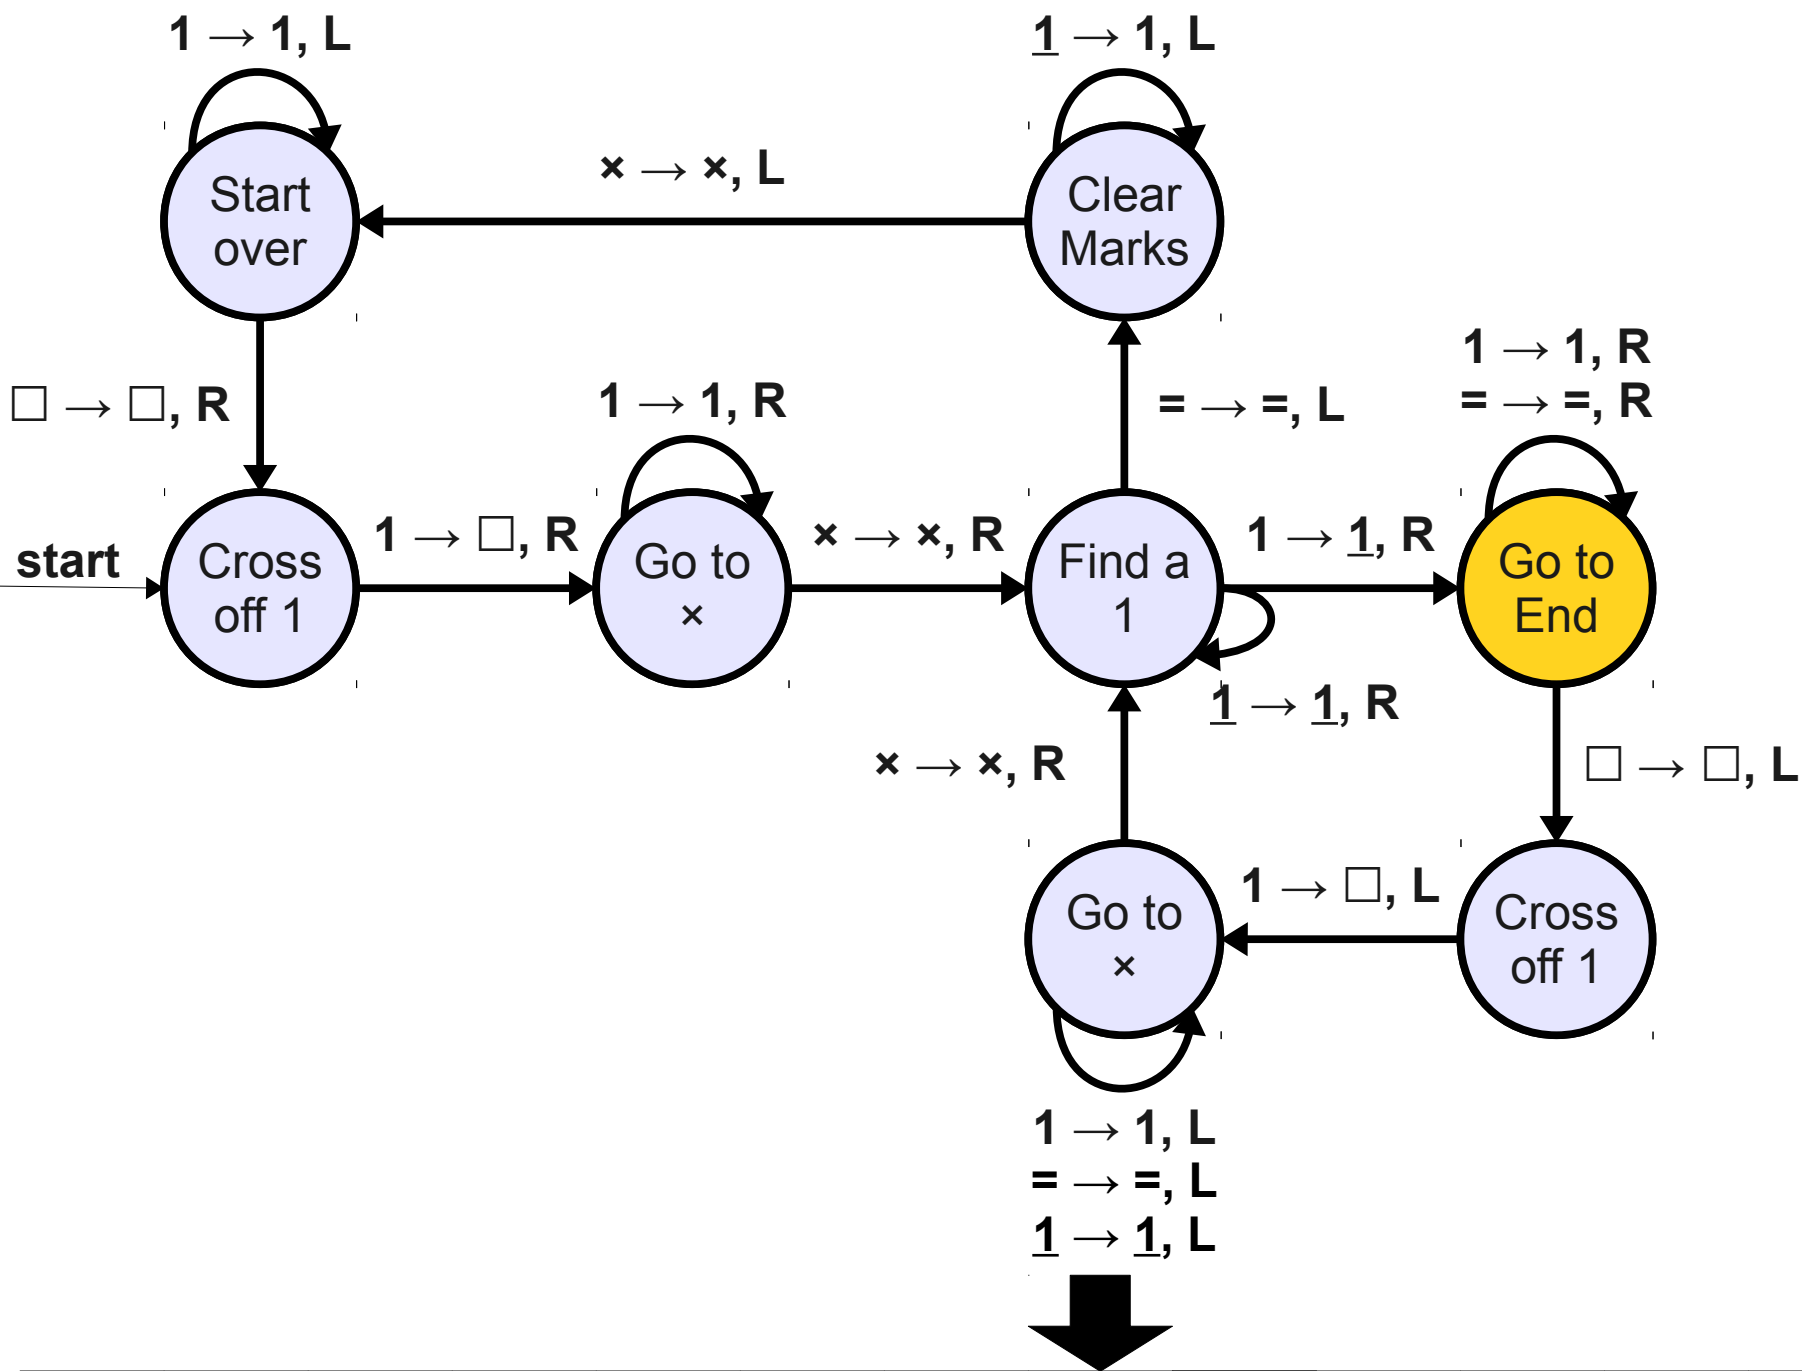 1 → 1, L
1 → 1, L
Start
over
× → ×, L
Clear
Marks
□ → □, R
1 → 1, R
= → =, L
1 → 1, R
= → =, R
start
Cross
off 1
1 → □, R
Go to
×
× → ×, R
Find a
1
1 → 1, R
Go to
End
1 → 1, R
× → ×, R
□ → □, L
Go to
×
1 → □, L
Cross
off 1
1 → 1, L
= → =, L
1 → 1, L